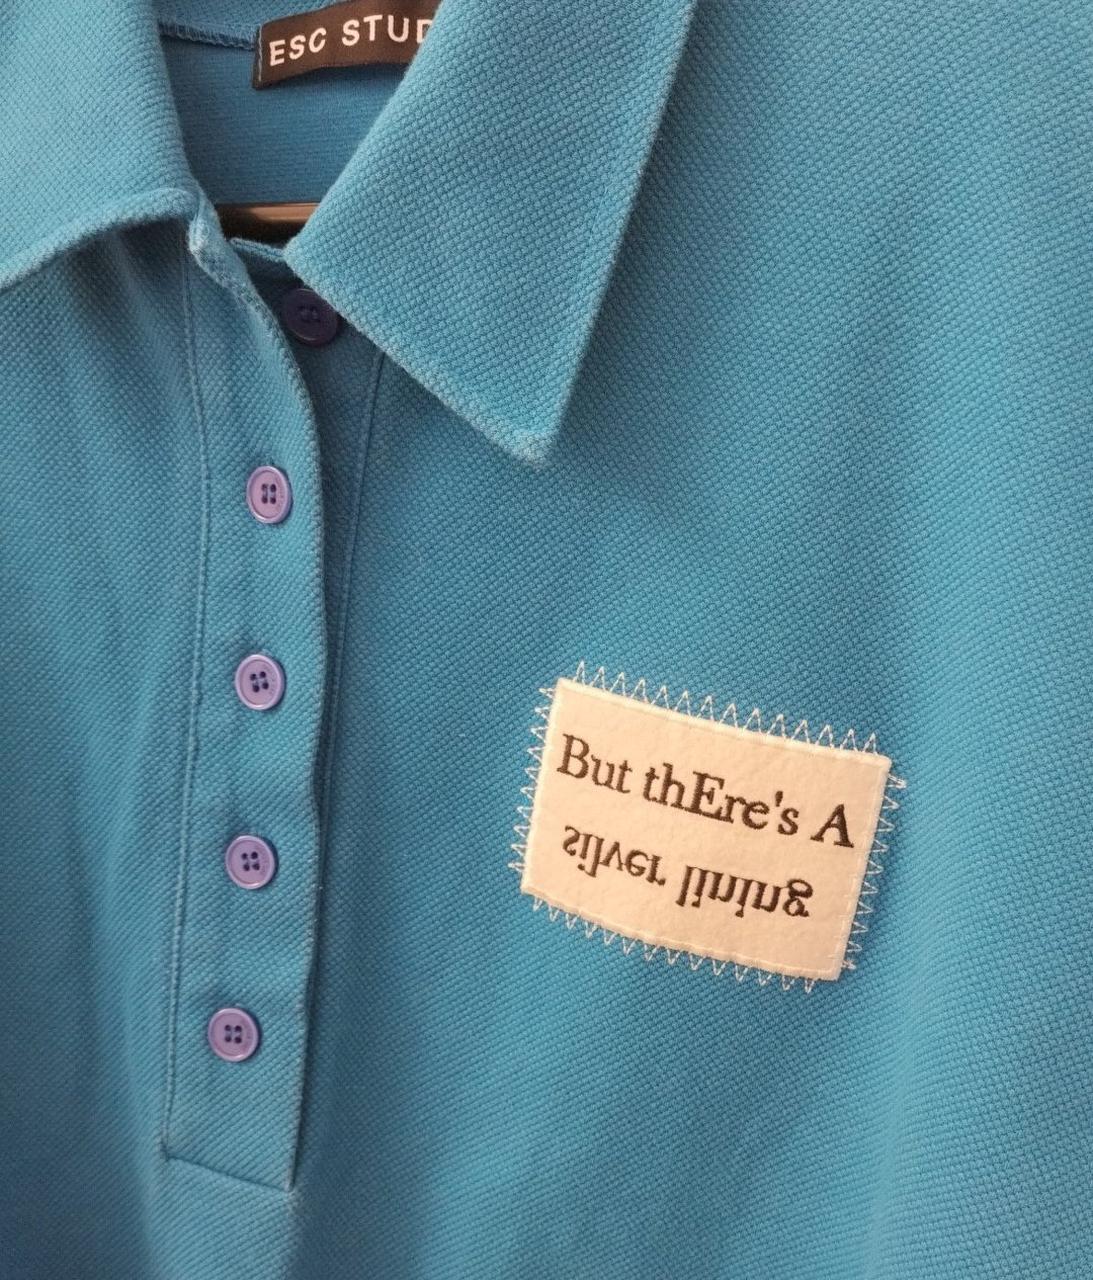 ESC STUD
But thEre's A
silver lining